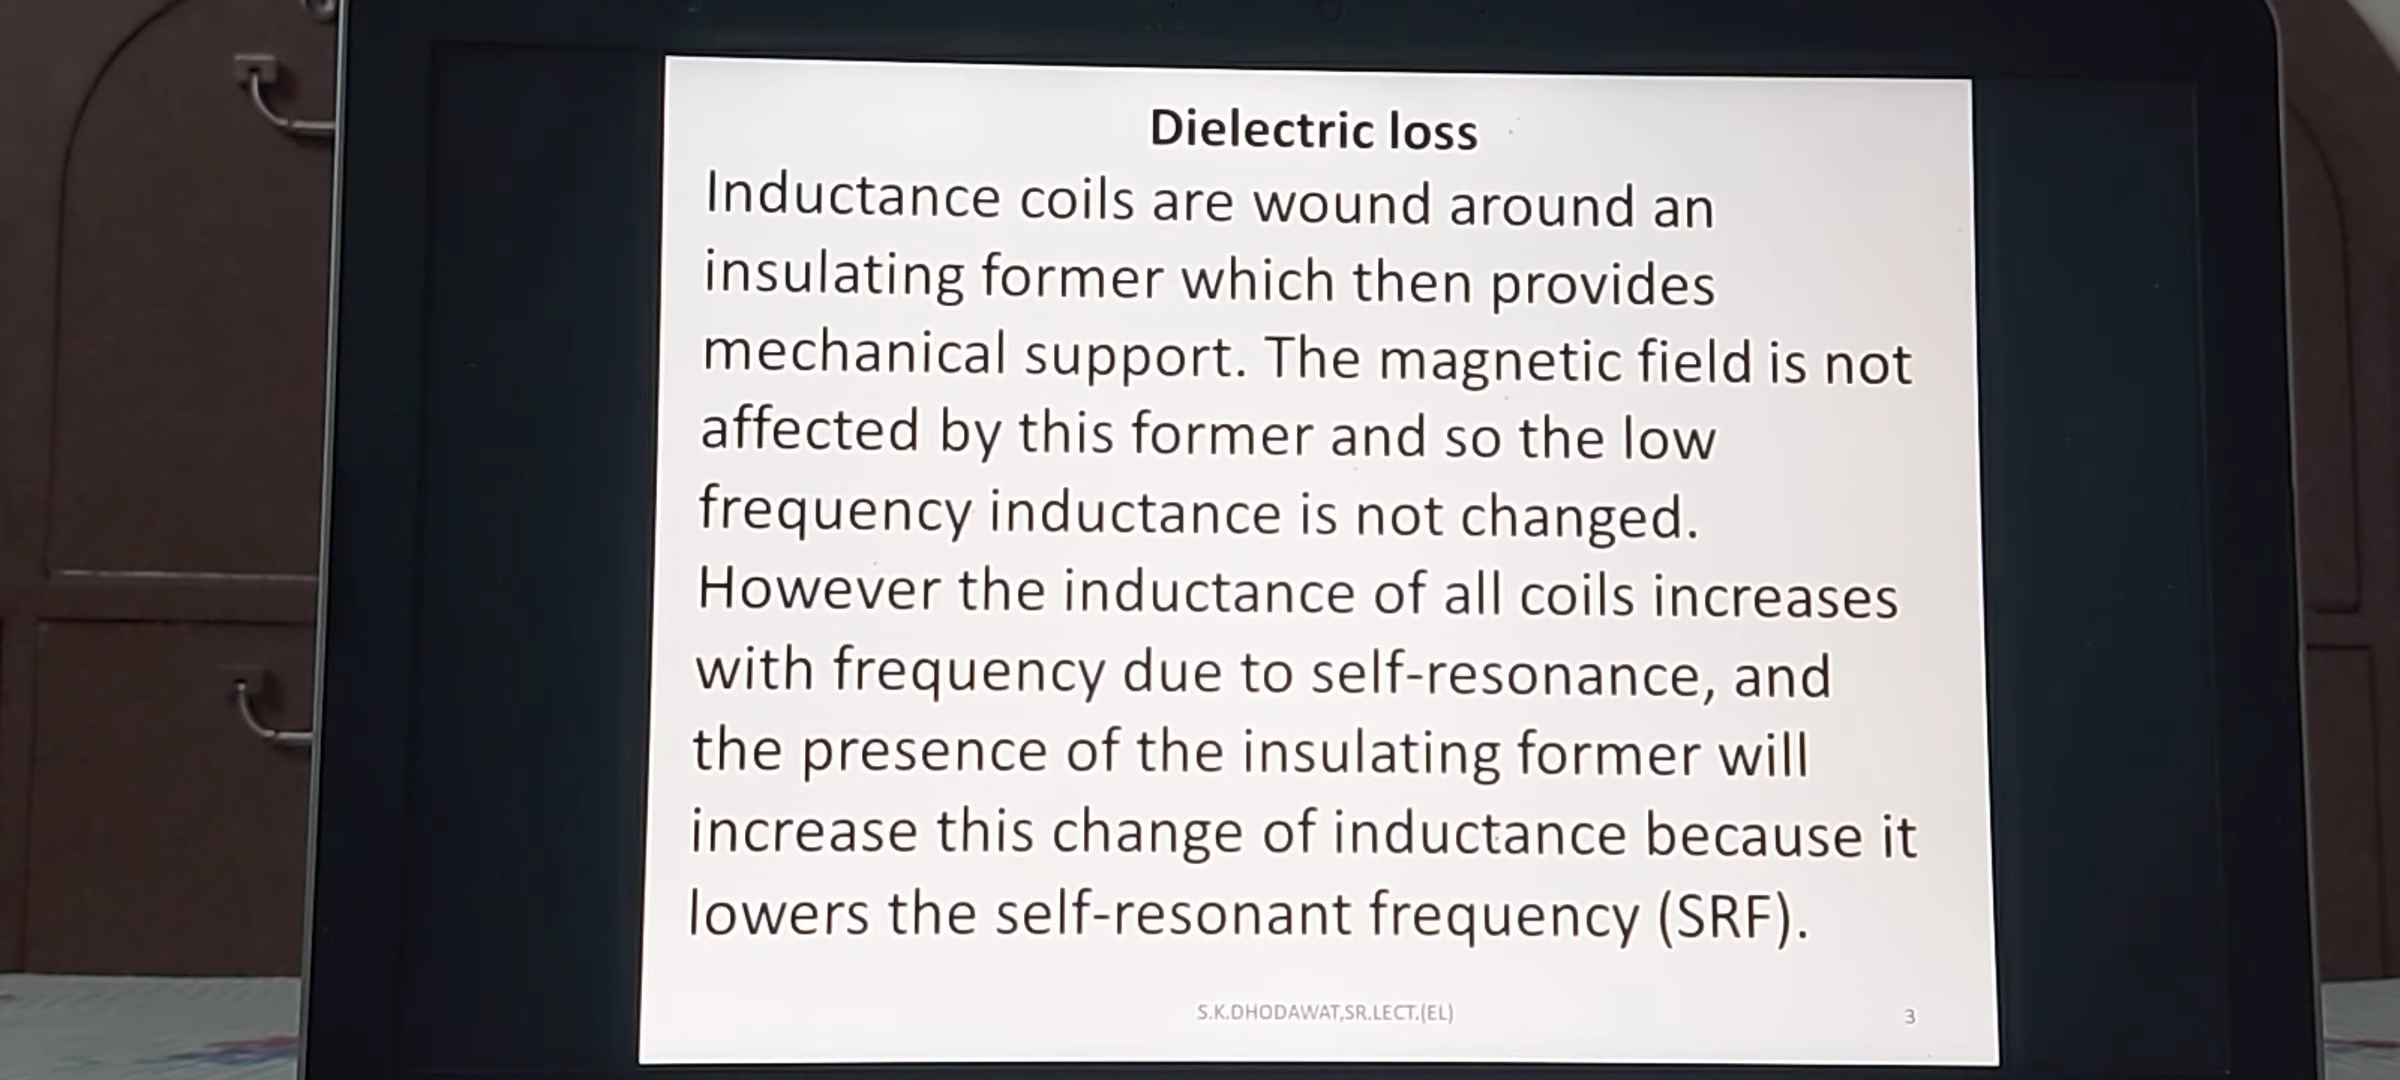 Dielectric loss
Inductance coils are wound around an
insulating former which then provides
mechanical support. The magnetic field is not
affected by this former and so the low
frequency inductance is not changed.
However the inductance of all coils increases
with frequency due to self-resonance, and
the presence of the insulating former will
increase this change of inductance because it
lowers the self-resonant frequency (SRF).
S.K.DHODAWAT,SR.LECT.(EL)
3